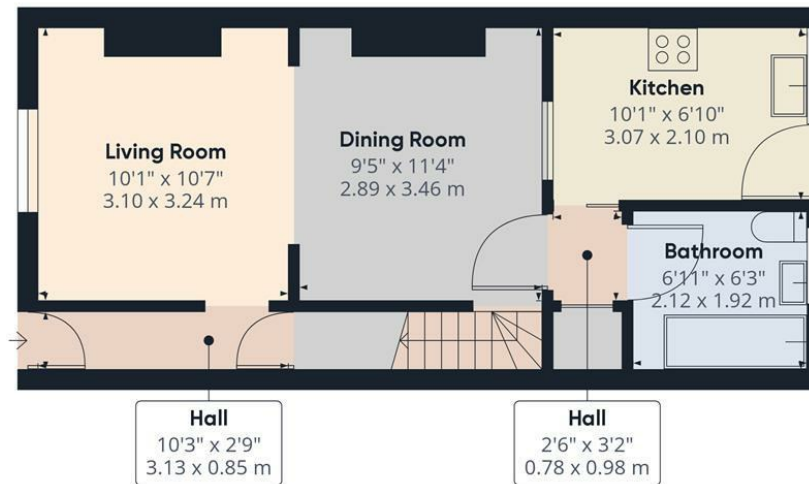 Living Room
10'1" x 10'7"
3.10 x 3.24 m
Dining Room
9'5" x 11'4"
2.89 x 3.46 m
Kitchen
10'1" x 6'10"
3.07 x 2.10 m
Bathroom
6'11" x 6'3"
2.12 x 1.92 m
Hall
10'3" x 2'9"
3.13 x 0.85 m
Hall
2'6" x 3'2"
0.78 x 0.98 m